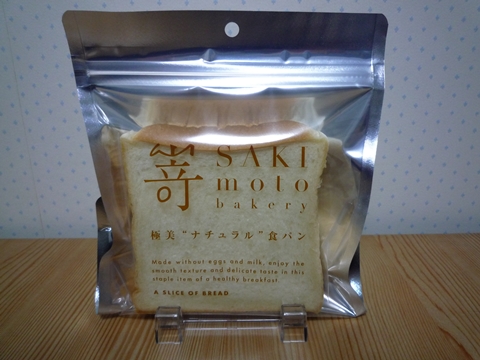 嵜 SAKI
moto
bakery
極美“ナチュラル”食パン
Made without eggs and milk, enjoy the
smooth texture and delicate taste in this
staple item of a healthy breakfast
A SLICE OF BREAD